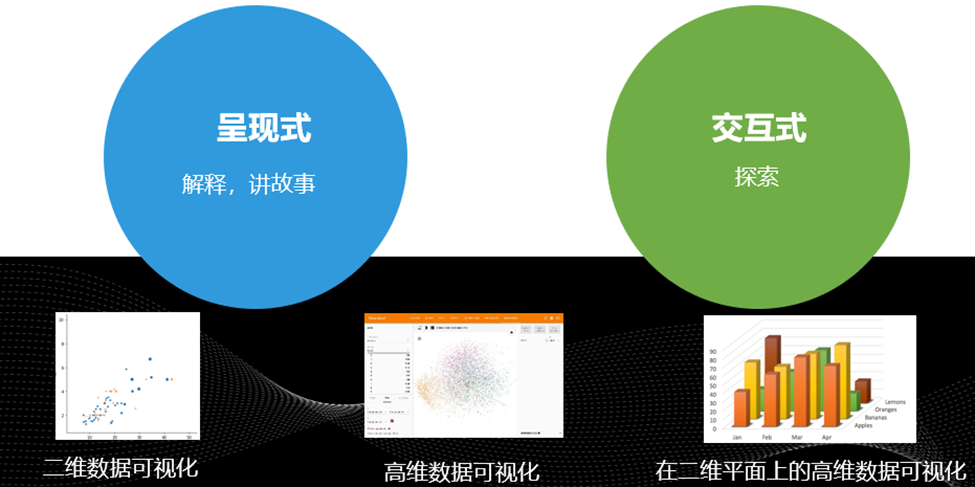 呈现式
解释，讲故事
交互式
探索
10
8
6
4
2
10
20
30
40
50
90
80
70
60
50
40
30
20
10
0
Jan
Feb
Mar
Apr
Lemons
Oranges
Bananas
Apples
二维数据可视化
高维数据可视化
在二维平面上的高维数据可视化